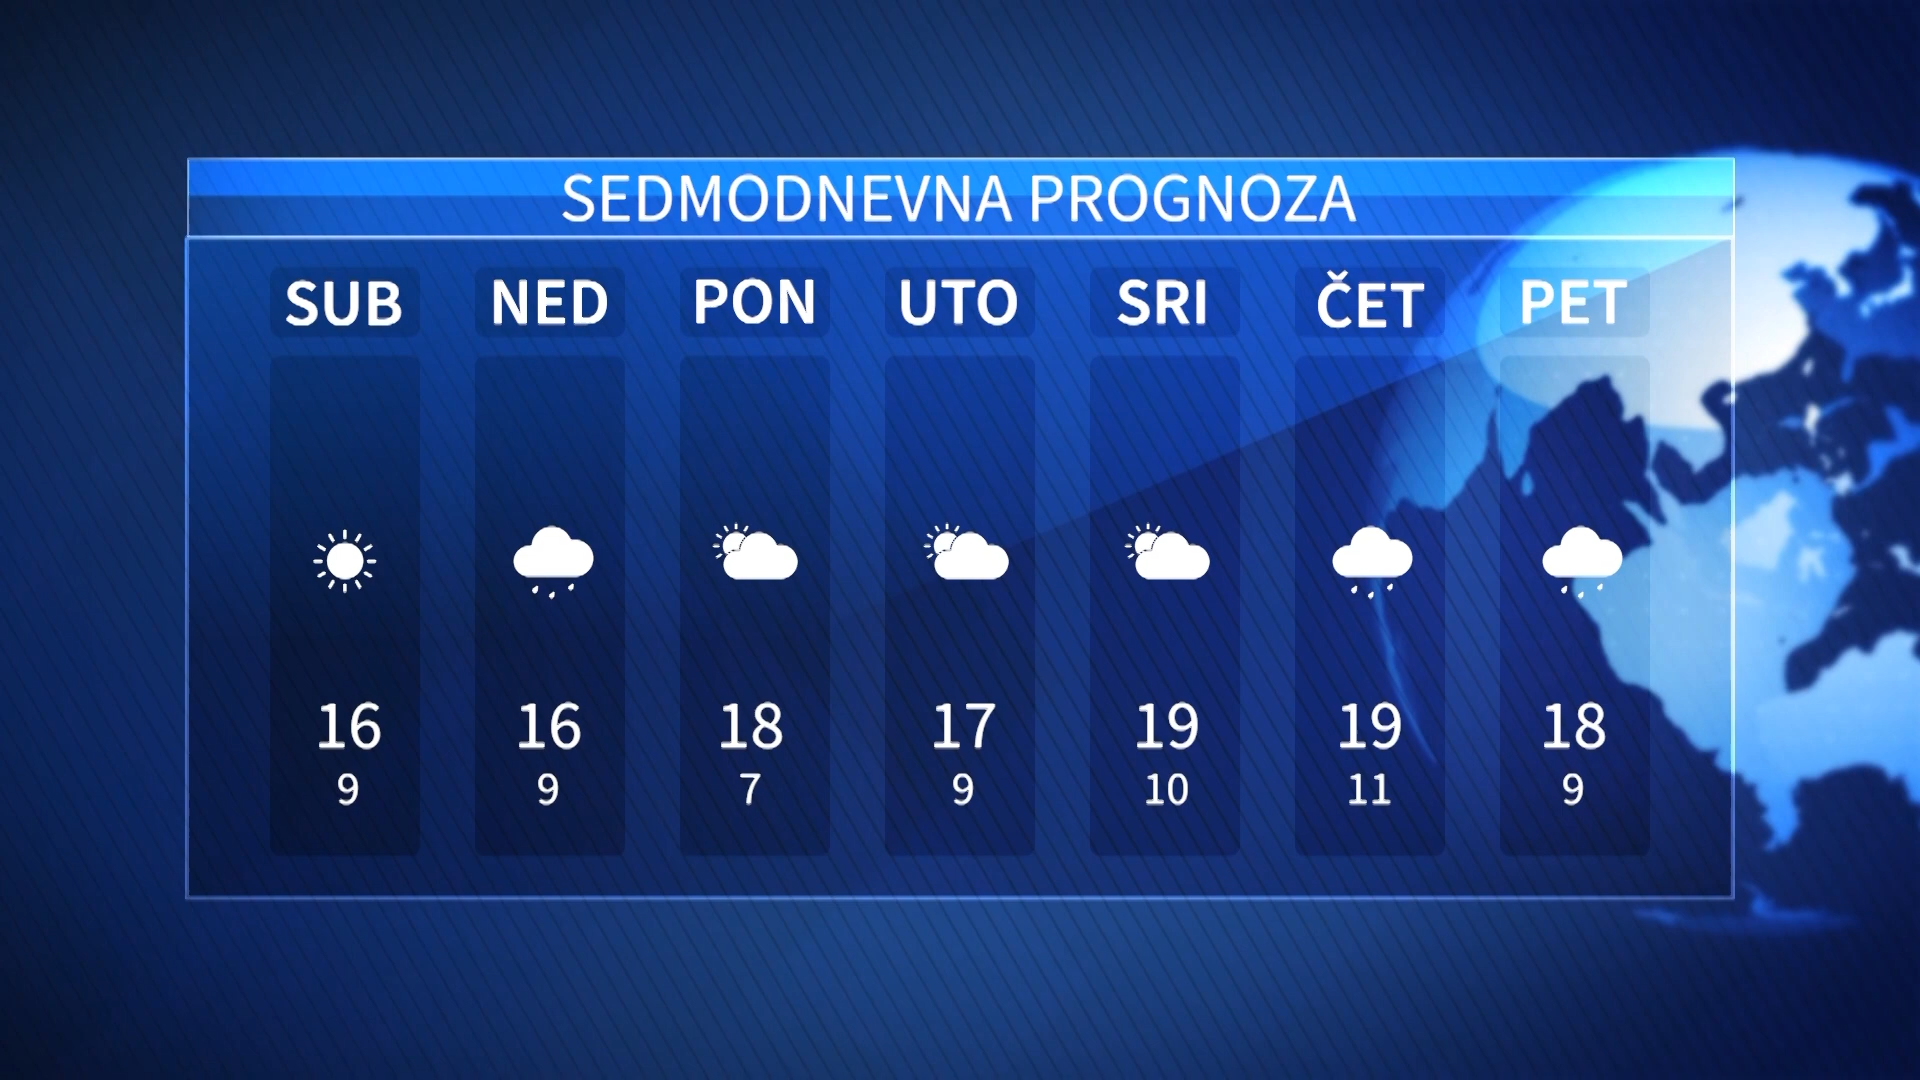 SEDMODNEVNA PROGNOZA
SUB NED PON UTO SRI ČET PET
16 16 18 17 19 19 18
9 9 7 9 10 11 9